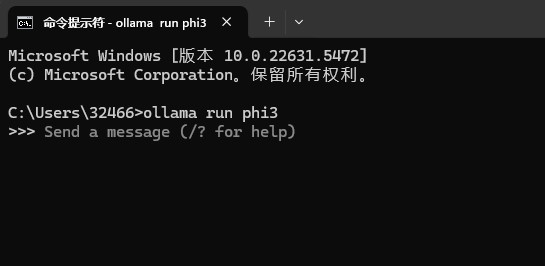 命令提示符 - ollama  run phi3
Microsoft Windows [版本 10.0.22631.5472]
(c) Microsoft Corporation。保留所有权利。
C:\Users\32466>ollama run phi3
>>> Send a message (/? for help)